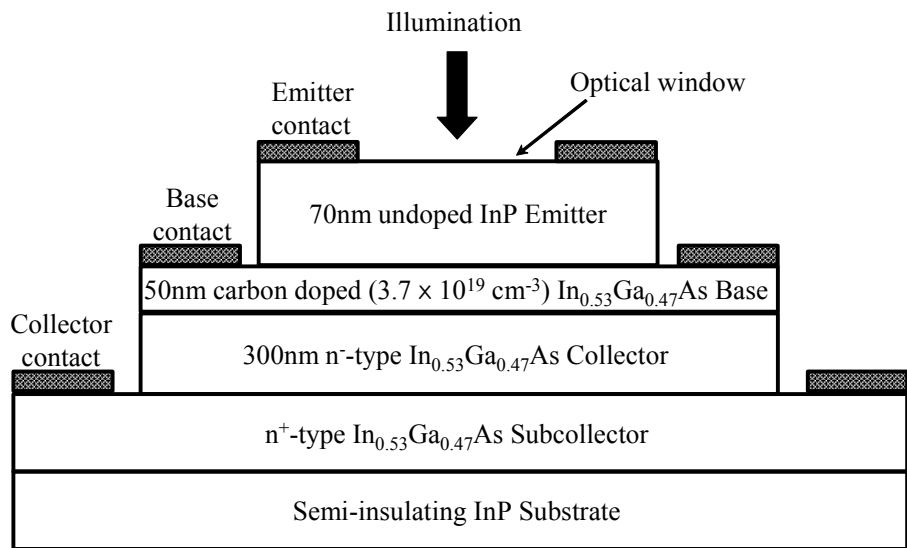 Illumination
Optical window
Emitter
contact
70nm undoped InP Emitter
Base
contact
50nm carbon doped (3.7 × 10¹⁹ cm⁻³) In₀.₅₃Ga₀.₄₇As Base
Collector
contact
300nm n⁻-type In₀.₅₃Ga₀.₄₇As Collector
n⁺-type In₀.₅₃Ga₀.₄₇As Subcollector
Semi-insulating InP Substrate